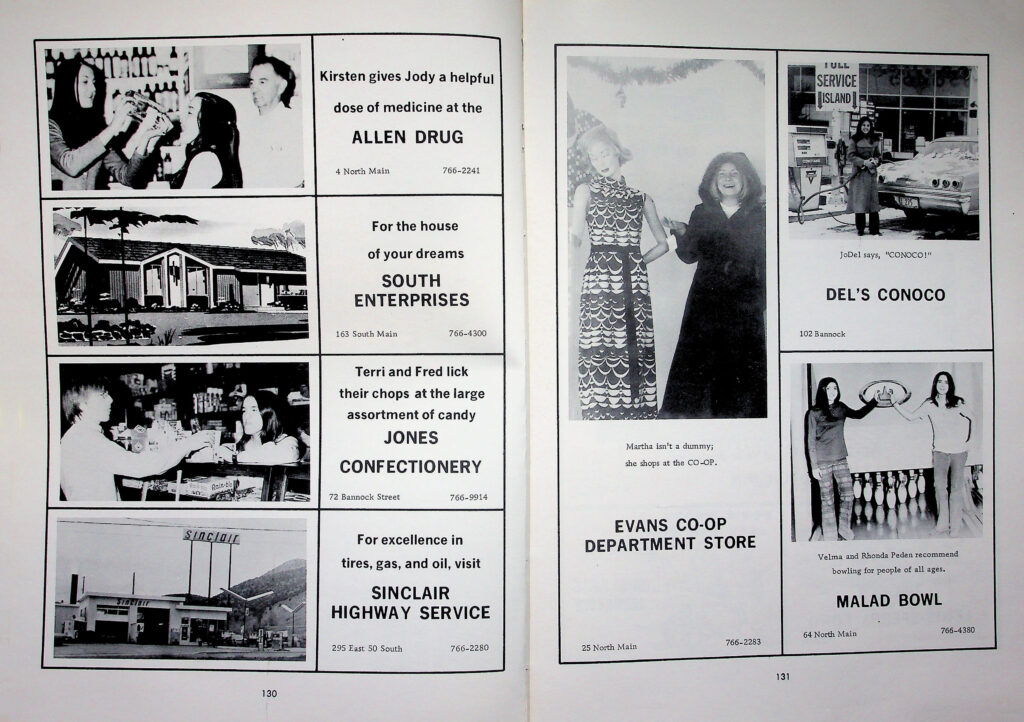 Kirsten gives Jody a helpful
dose of medicine at the
ALLEN DRUG
4 North Main 766-2241
For the house
of your dreams
SOUTH
ENTERPRISES
163 South Main 766-4300
Terri and Fred lick
their chops at the large
assortment of candy
JONES
CONFECTIONERY
72 Bannock Street 766-9914
Sinclair
Sinclair
For excellence in
tires, gas, and oil, visit
SINCLAIR
HIGHWAY SERVICE
295 East 50 South 766-2280
130
Martha isn't a dummy;
she shops at the CO-OP.
EVANS CO-OP
DEPARTMENT STORE
25 North Main 766-2283
FULL
SERVICE
ISLAND
JoDel says, "CONOCO!"
DEL'S CONOCO
102 Bannock
Velma and Rhonda Peden recommend
bowling for people of all ages.
MALAD BOWL
64 North Main 766-4380
131